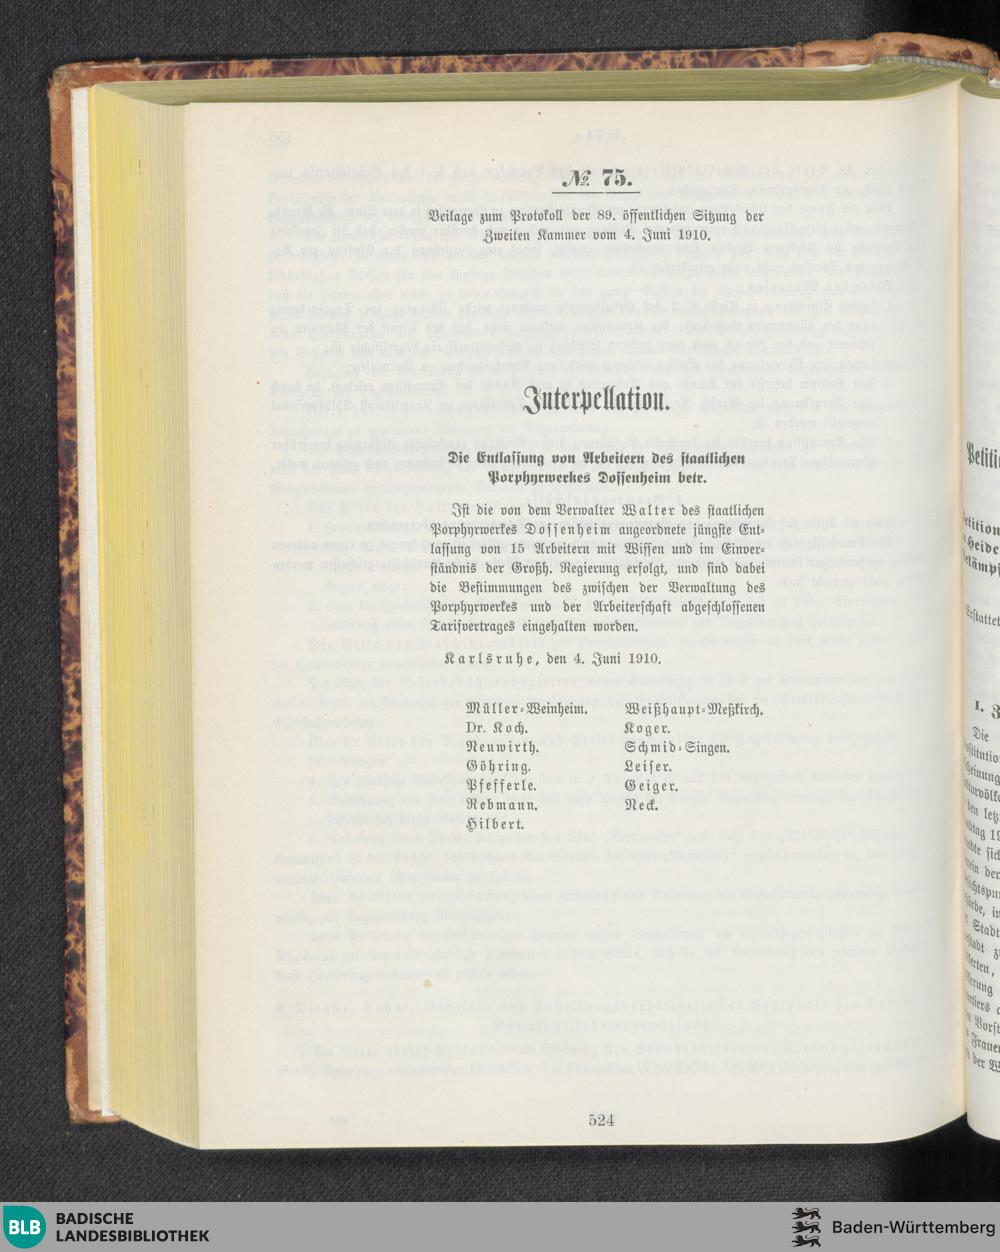 № 75.
Beilage zum Protokoll der 89. öffentlichen Sitzung der
Zweiten Kammer vom 4. Juni 1910.
Interpellation.
Die Entlassung von Arbeitern des staatlichen
Porphyrwerkes Dossenheim betr.
Ist die von dem Verwalter Walter des staatlichen
Porphyrwerkes Dossenheim angeordnete jüngste Ent-
lassung von 15 Arbeitern mit Wissen und im Einver-
ständnis der Großh. Regierung erfolgt, und sind dabei
die Bestimmungen des zwischen der Verwaltung des
Porphyrwerkes und der Arbeiterschaft abgeschlossenen
Tarifvertrages eingehalten worden.
Karlsruhe, den 4. Juni 1910.
Müller-Weinheim. Weißhaupt-Meßkirch.
Dr. Koch. Koger.
Neuwirth. Schmid-Singen.
Göhring. Leiser.
Pfefferle. Geiger.
Rebmann. Neck.
Hilbert.
524
BLB BADISCHE
LANDESBIBLIOTHEK
Baden-Württemberg